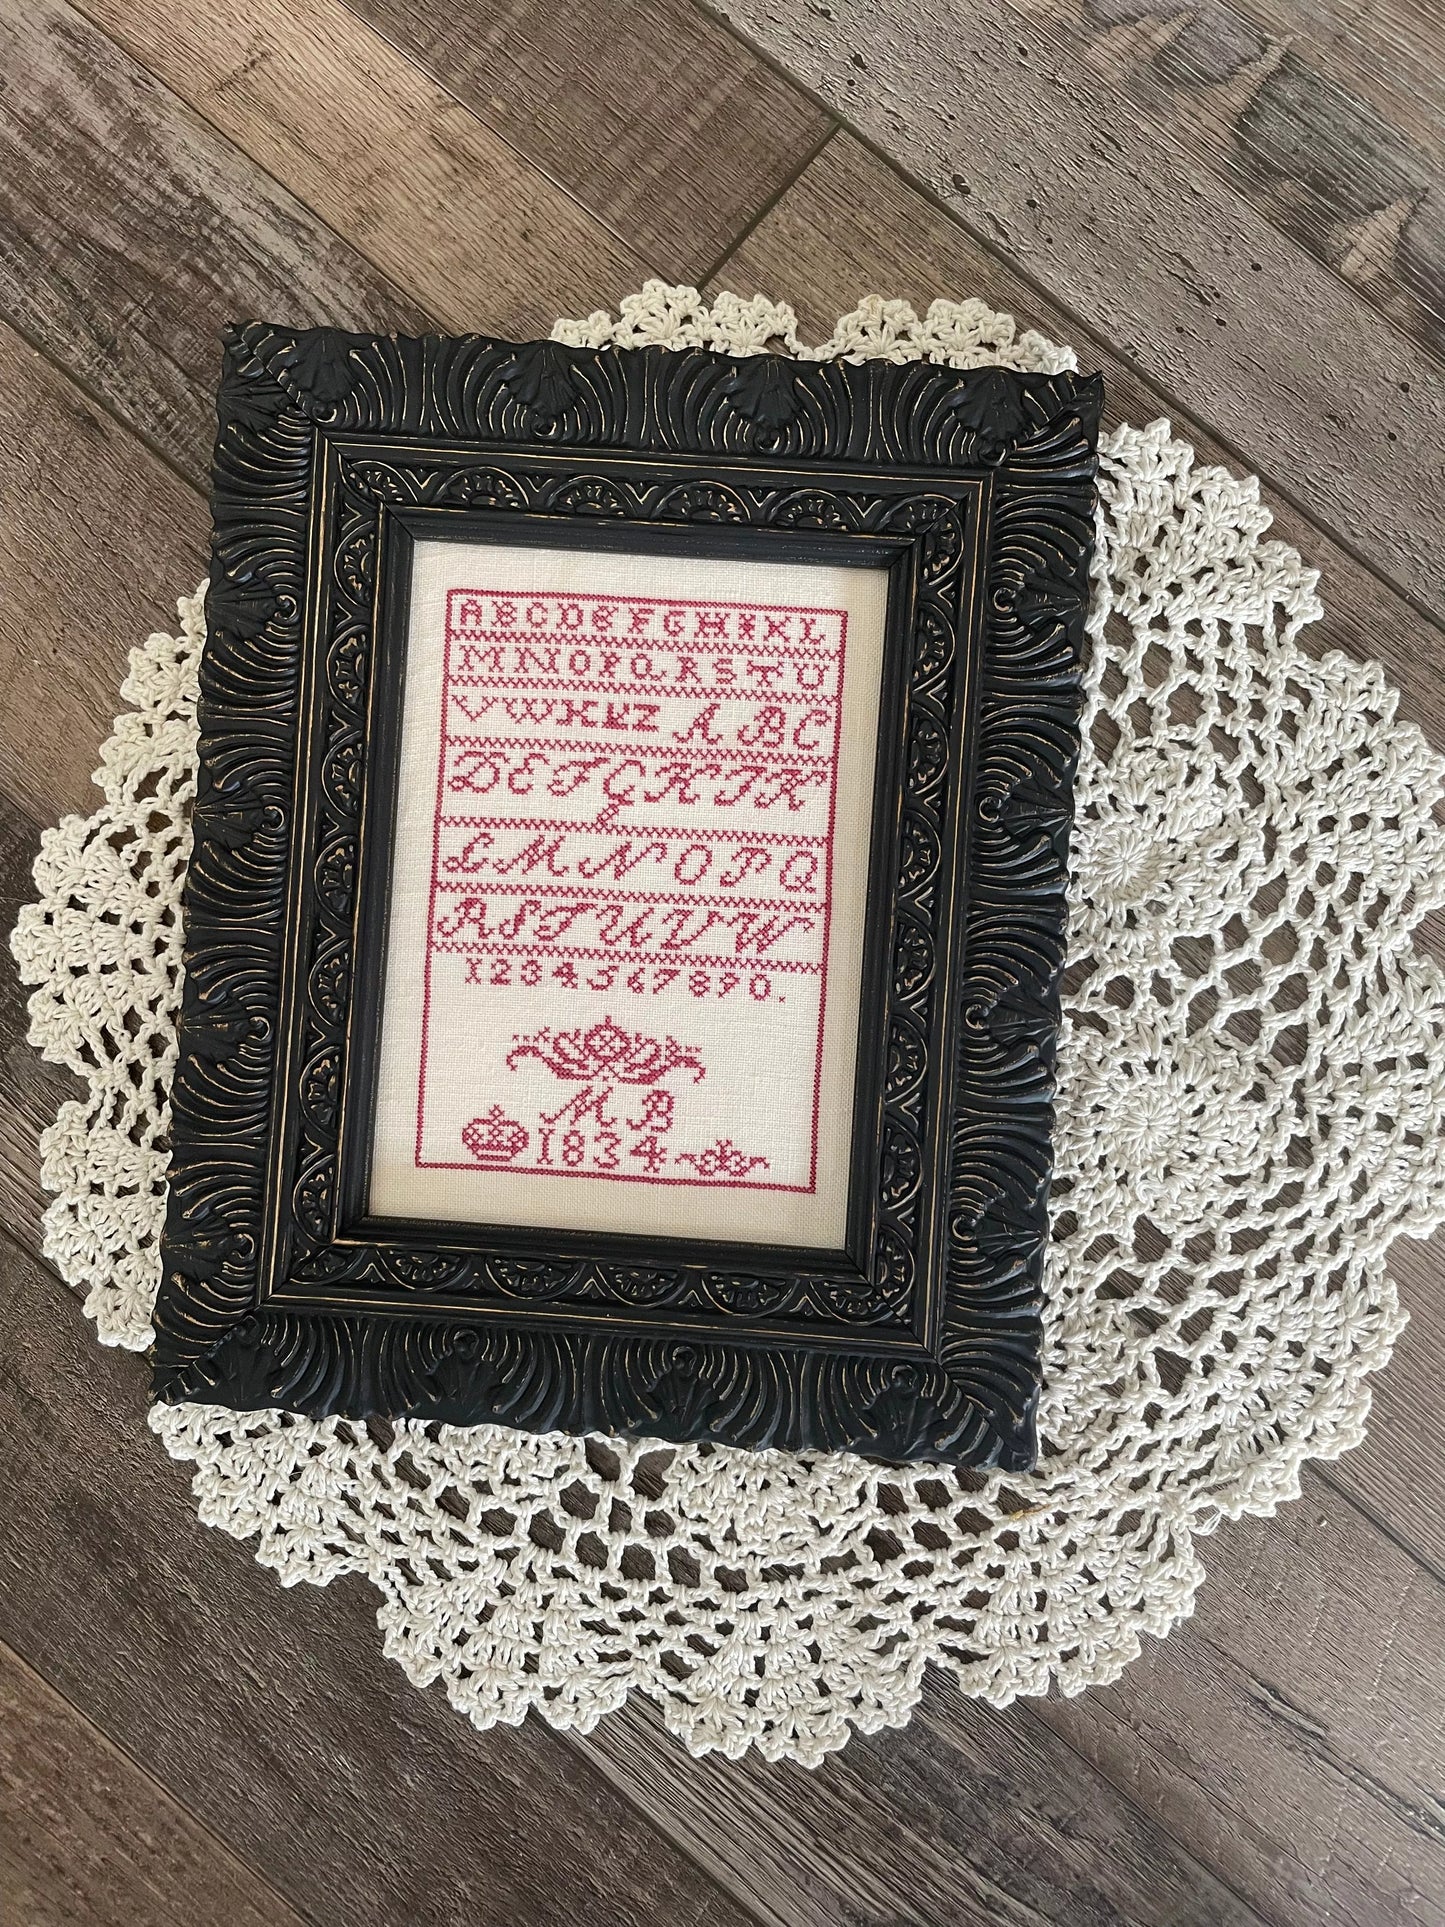 ABCDEFGHIKL
MNOPQRSTU
VWXYZ ABC
DEFGHIK
LMNOPQ
RSTUVW
1234567890.
MB
1834